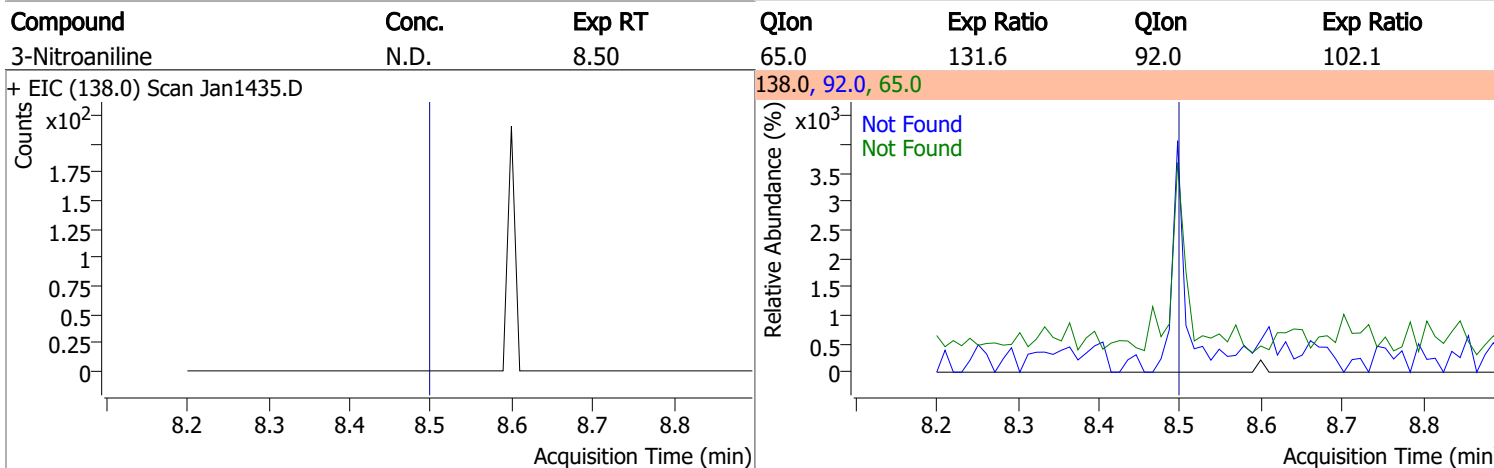 Compound Conc. Exp RT QIon Exp Ratio QIon Exp Ratio
3-Nitroaniline N.D. 8.50 65.0 131.6 92.0 102.1
+ EIC (138.0) Scan Jan1435.D
x10²
Counts
1.75
1.5
1.25
1
0.75
0.5
0.25
0
8.2 8.3 8.4 8.5 8.6 8.7 8.8
Acquisition Time (min)
138.0, 92.0, 65.0
x10³
Relative Abundance (%)
Not Found
Not Found
3.5
3
2.5
2
1.5
1
0.5
0
8.2 8.3 8.4 8.5 8.6 8.7 8.8
Acquisition Time (min